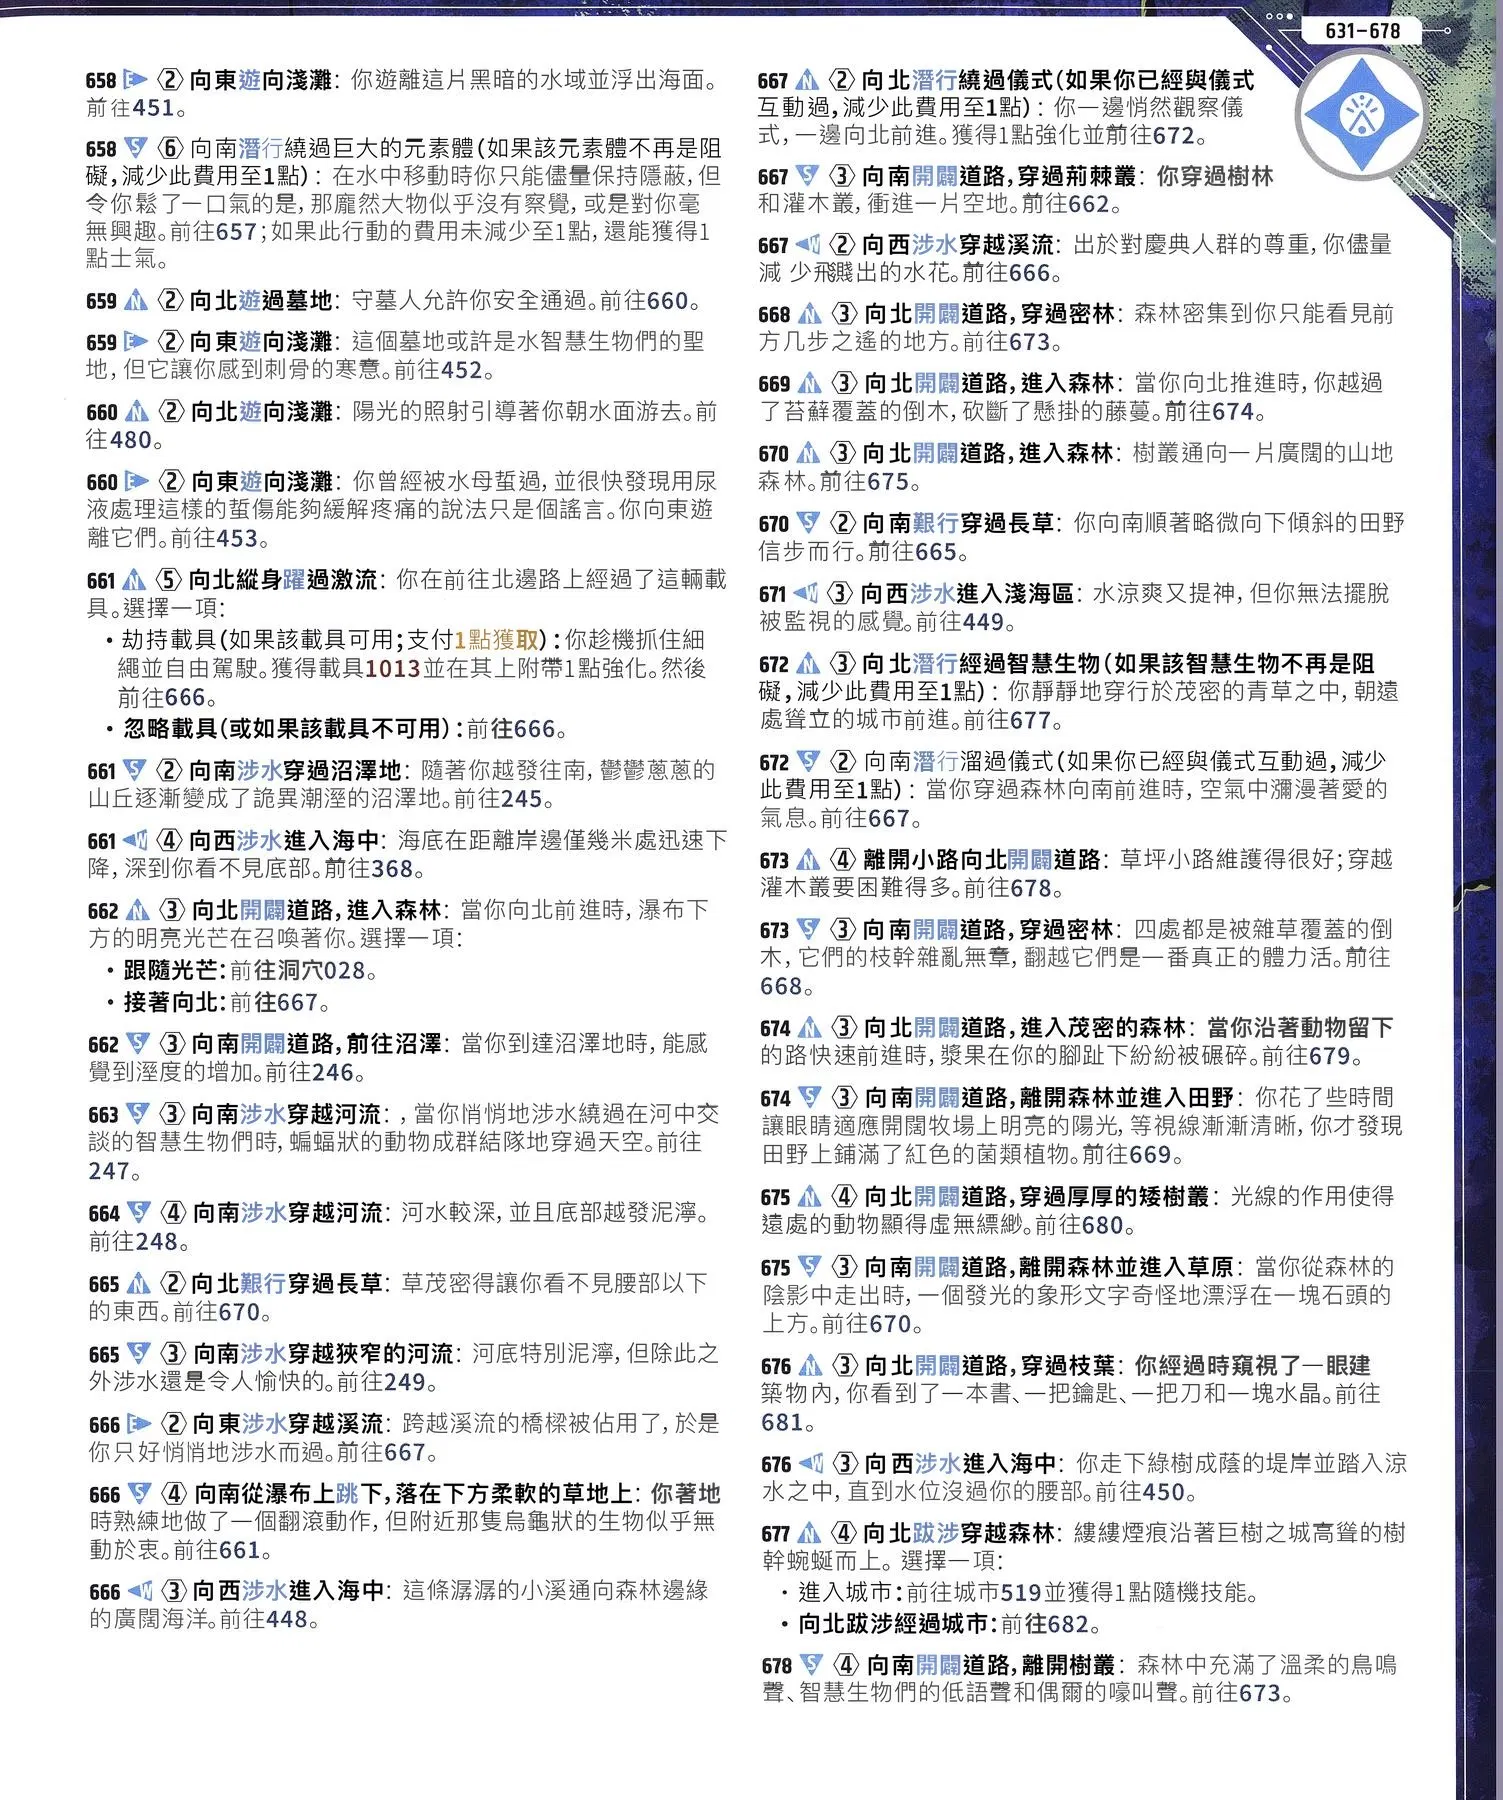 631–678
658 E 2 向東遊向淺灘：你遊離這片黑暗的水域並浮出海面。
前往451。
658 S 6 向南潛行繞過巨大的元素體(如果該元素體不再是阻
礙,減少此費用至1點)：在水中移動時你只能儘量保持隱蔽,但
令你鬆了一口氣的是,那龐然大物似乎沒有察覺,或是對你毫
無興趣。前往657;如果此行動的費用未減少至1點,還能獲得1
點士氣。
659 N 2 向北遊過墓地：守墓人允許你安全通過。前往660。
659 E 2 向東遊向淺灘：這個墓地或許是水智慧生物們的聖
地,但它讓你感到刺骨的寒意。前往452。
660 N 2 向北遊向淺灘：陽光的照射引導著你朝水面游去。前
往480。
660 E 2 向東遊向淺灘：你曾經被水母蜇過,並很快發現用尿
液處理這樣的蜇傷能夠緩解疼痛的說法只是個謠言。你向東遊
離它們。前往453。
661 N 5 向北縱身躍過激流：你在前往北邊路上經過了這輛載
具。選擇一項：
・劫持載具(如果該載具可用;支付1點獲取)：你趁機抓住細
繩並自由駕駛。獲得載具1013並在其上附帶1點強化。然後
前往666。
・忽略載具(或如果該載具不可用)：前往666。
661 S 2 向南涉水穿過沼澤地：隨著你越發往南,鬱鬱蔥蔥的
山丘逐漸變成了詭異潮溼的沼澤地。前往245。
661 W 4 向西涉水進入海中：海底在距離岸邊僅幾米處迅速下
降,深到你看不見底部。前往368。
662 N 3 向北開闢道路,進入森林：當你向北前進時,瀑布下
方的明亮光芒在召喚著你。選擇一項：
・跟隨光芒：前往洞穴028。
・接著向北：前往667。
662 S 3 向南開闢道路,前往沼澤：當你到達沼澤地時,能感
覺到溼度的增加。前往246。
663 S 3 向南涉水穿越河流：,當你悄悄地涉水繞過在河中交
談的智慧生物們時,蝙蝠狀的動物成群結隊地穿過天空。前往
247。
664 S 4 向南涉水穿越河流：河水較深,並且底部越發泥濘。
前往248。
665 N 2 向北艱行穿過長草：草茂密得讓你看不見腰部以下
的東西。前往670。
665 S 3 向南涉水穿越狹窄的河流：河底特別泥濘,但除此之
外涉水還是令人愉快的。前往249。
666 E 2 向東涉水穿越溪流：跨越溪流的橋樑被佔用了,於是
你只好悄悄地涉水而過。前往667。
666 S 4 向南從瀑布上跳下,落在下方柔軟的草地上：你著地
時熟練地做了一個翻滾動作,但附近那隻烏龜狀的生物似乎無
動於衷。前往661。
666 W 3 向西涉水進入海中：這條潺潺的小溪通向森林邊緣
的廣闊海洋。前往448。
667 N 2 向北潛行繞過儀式(如果你已經與儀式
互動過,減少此費用至1點)：你一邊悄然觀察儀
式,一邊向北前進。獲得1點強化並前往672。
667 S 3 向南開闢道路,穿過荊棘叢：你穿過樹林
和灌木叢,衝進一片空地。前往662。
667 W 2 向西涉水穿越溪流：出於對慶典人群的尊重,你儘量
減 少飛濺出的水花。前往666。
668 N 3 向北開闢道路,穿過密林：森林密集到你只能看見前
方几步之遙的地方。前往673。
669 N 3 向北開闢道路,進入森林：當你向北推進時,你越過
了苔蘚覆蓋的倒木,砍斷了懸掛的藤蔓。前往674。
670 N 3 向北開闢道路,進入森林：樹叢通向一片廣闊的山地
森林。前往675。
670 S 2 向南艱行穿過長草：你向南順著略微向下傾斜的田野
信步而行。前往665。
671 W 3 向西涉水進入淺海區：水涼爽又提神,但你無法擺脫
被監視的感覺。前往449。
672 N 3 向北潛行經過智慧生物(如果該智慧生物不再是阻
礙,減少此費用至1點)：你靜靜地穿行於茂密的青草之中,朝遠
處聳立的城市前進。前往677。
672 S 2 向南潛行溜過儀式(如果你已經與儀式互動過,減少
此費用至1點)：當你穿過森林向南前進時,空氣中瀰漫著愛的
氣息。前往667。
673 N 4 離開小路向北開闢道路：草坪小路維護得很好;穿越
灌木叢要困難得多。前往678。
673 S 3 向南開闢道路,穿過密林：四處都是被雜草覆蓋的倒
木,它們的枝幹雜亂無章,翻越它們是一番真正的體力活。前往
668。
674 N 3 向北開闢道路,進入茂密的森林：當你沿著動物留下
的路快速前進時,漿果在你的腳趾下紛紛被碾碎。前往679。
674 S 3 向南開闢道路,離開森林並進入田野：你花了些時間
讓眼睛適應開闊牧場上明亮的陽光,等視線漸漸清晰,你才發現
田野上鋪滿了紅色的菌類植物。前往669。
675 N 4 向北開闢道路,穿過厚厚的矮樹叢：光線的作用使得
遠處的動物顯得虛無縹緲。前往680。
675 S 3 向南開闢道路,離開森林並進入草原：當你從森林的
陰影中走出時,一個發光的象形文字奇怪地漂浮在一塊石頭的
上方。前往670。
676 N 3 向北開闢道路,穿過枝葉：你經過時窺視了一眼建
築物內,你看到了一本書、一把鑰匙、一把刀和一塊水晶。前往
681。
676 W 3 向西涉水進入海中：你走下綠樹成蔭的堤岸並踏入涼
水之中,直到水位沒過你的腰部。前往450。
677 N 4 向北跋涉穿越森林：縷縷煙痕沿著巨樹之城高聳的樹
幹蜿蜒而上。選擇一項：
・進入城市：前往城市519並獲得1點隨機技能。
・向北跋涉經過城市：前往682。
678 S 4 向南開闢道路,離開樹叢：森林中充滿了溫柔的鳥鳴
聲、智慧生物們的低語聲和偶爾的嚎叫聲。前往673。